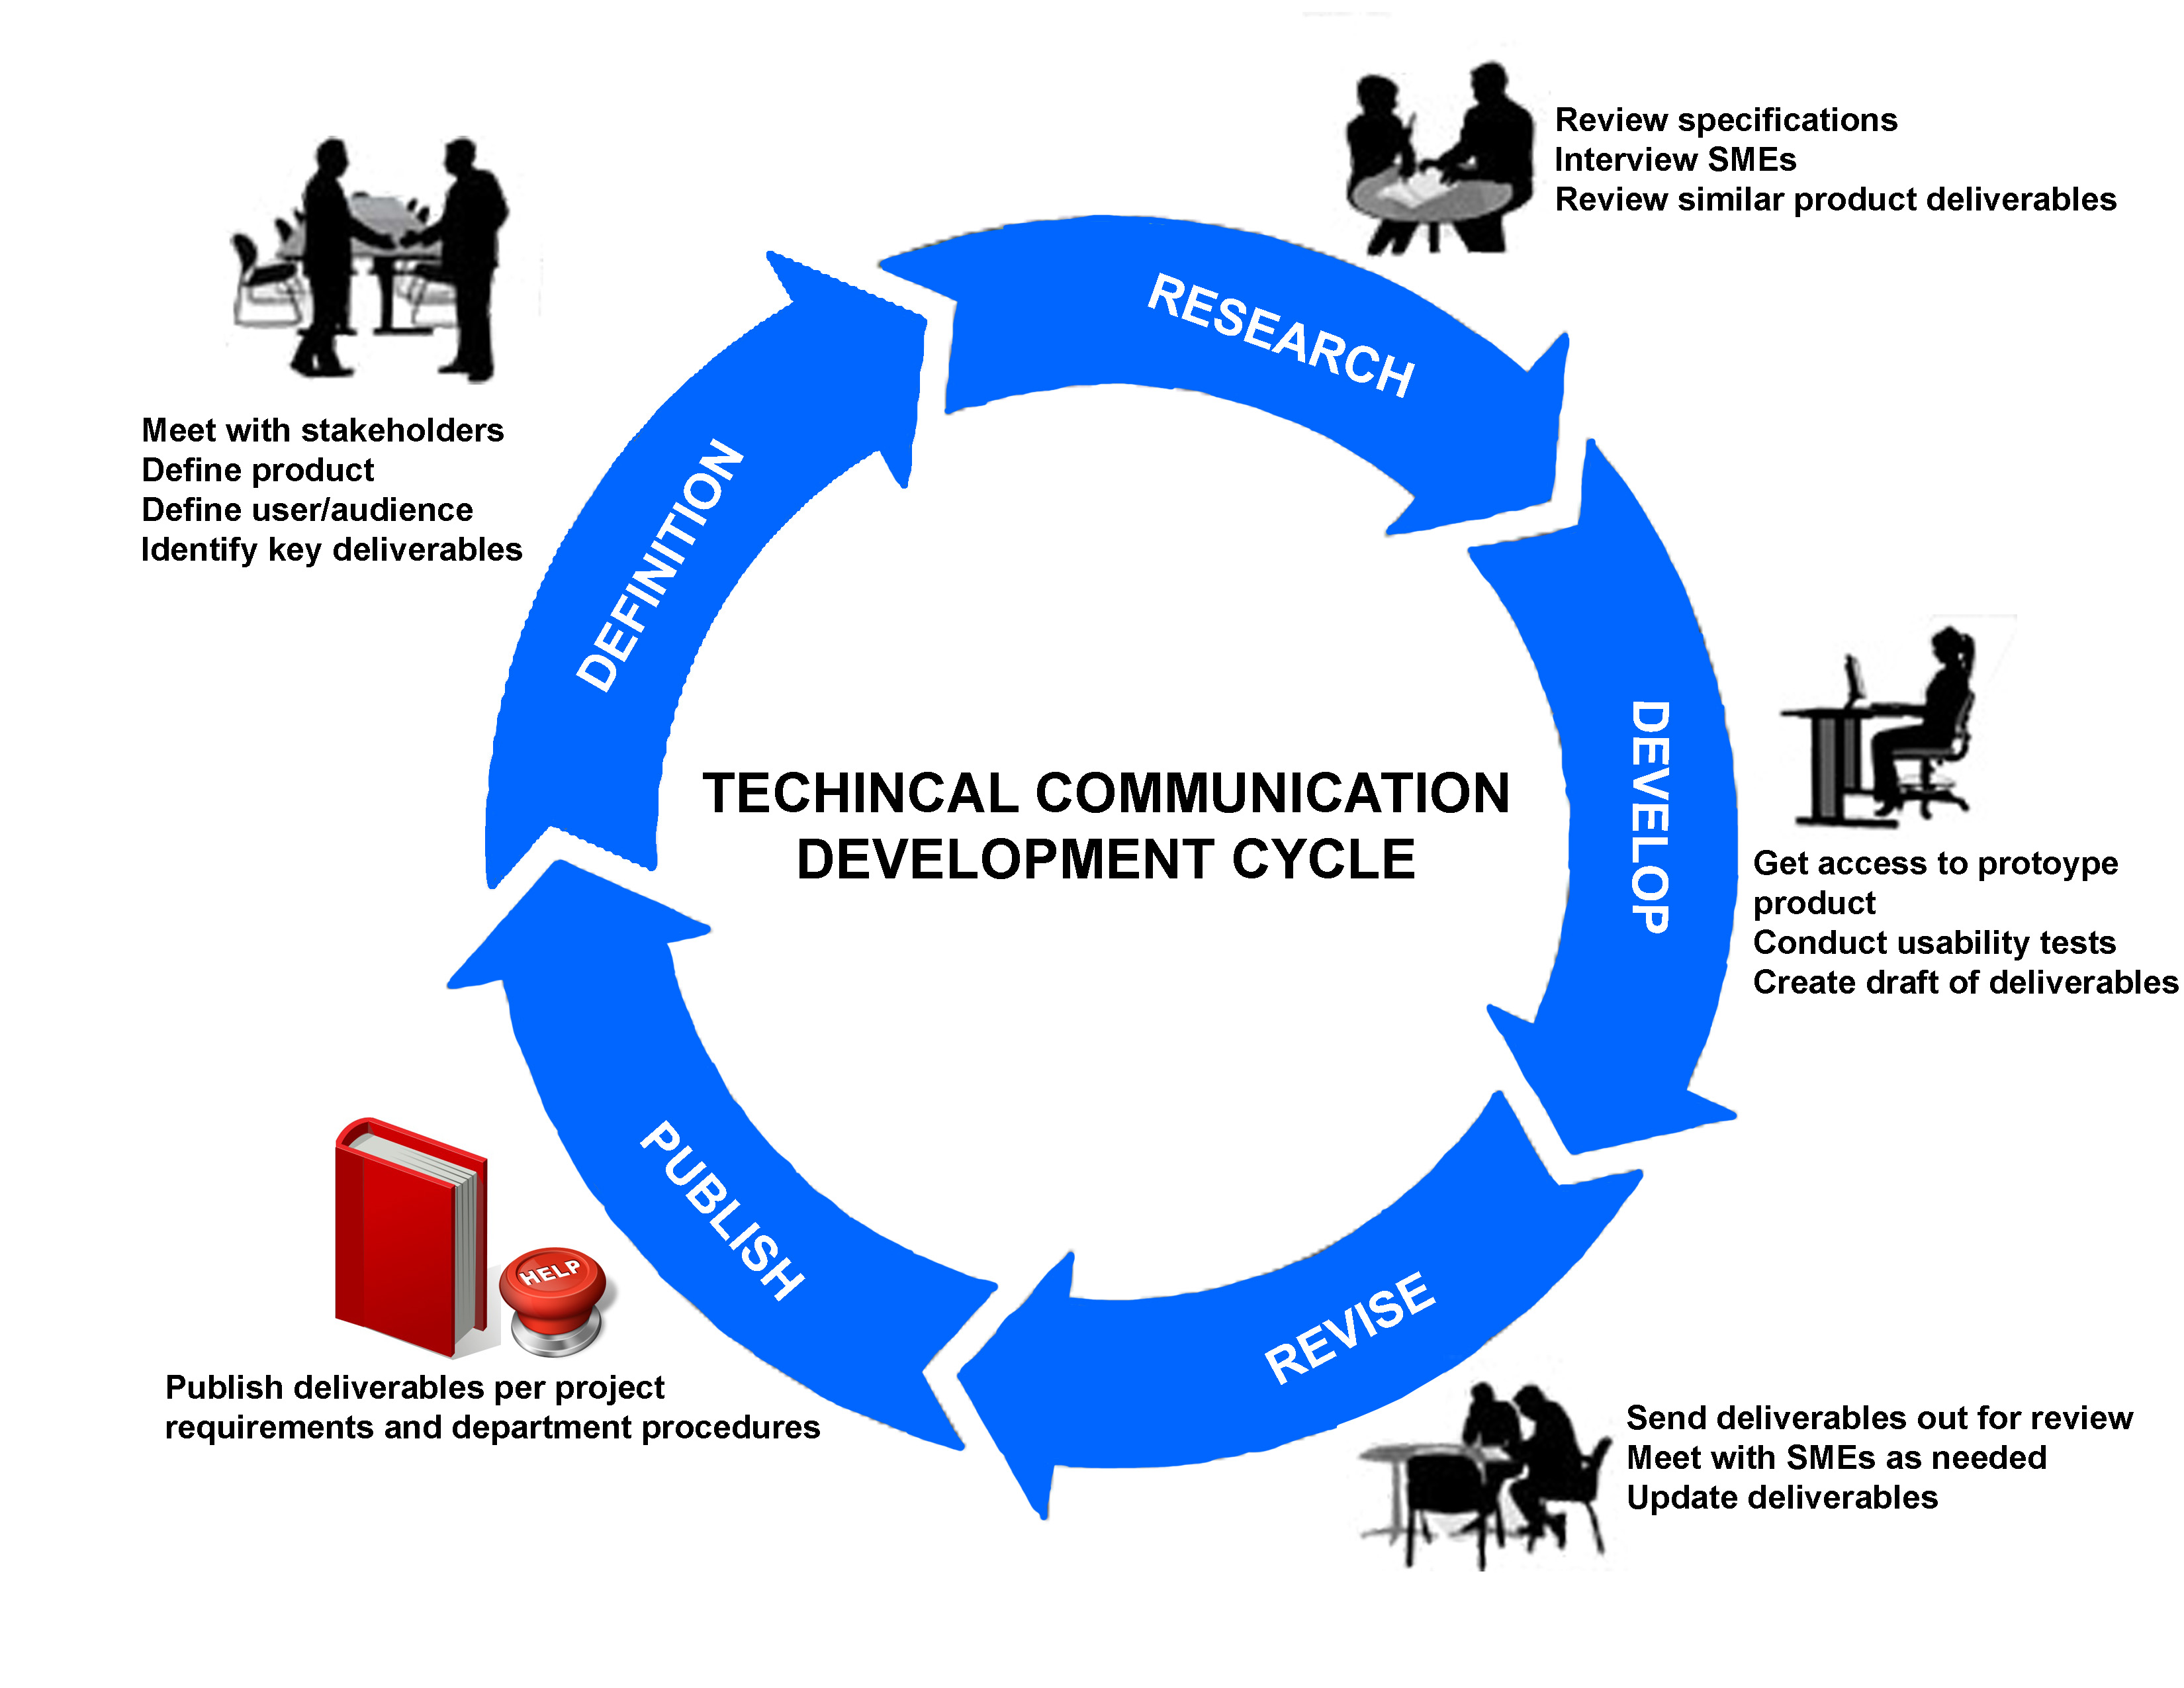 Review specifications
Interview SMEs
Review similar product deliverables
RESEARCH
Meet with stakeholders
Define product
Define user/audience
Identify key deliverables
DEFINITION
TECHINCAL COMMUNICATION
DEVELOPMENT CYCLE
DEVELOP
Get access to protoype
product
Conduct usability tests
Create draft of deliverables
PUBLISH
HELP
Publish deliverables per project
requirements and department procedures
REVISE
Send deliverables out for review
Meet with SMEs as needed
Update deliverables